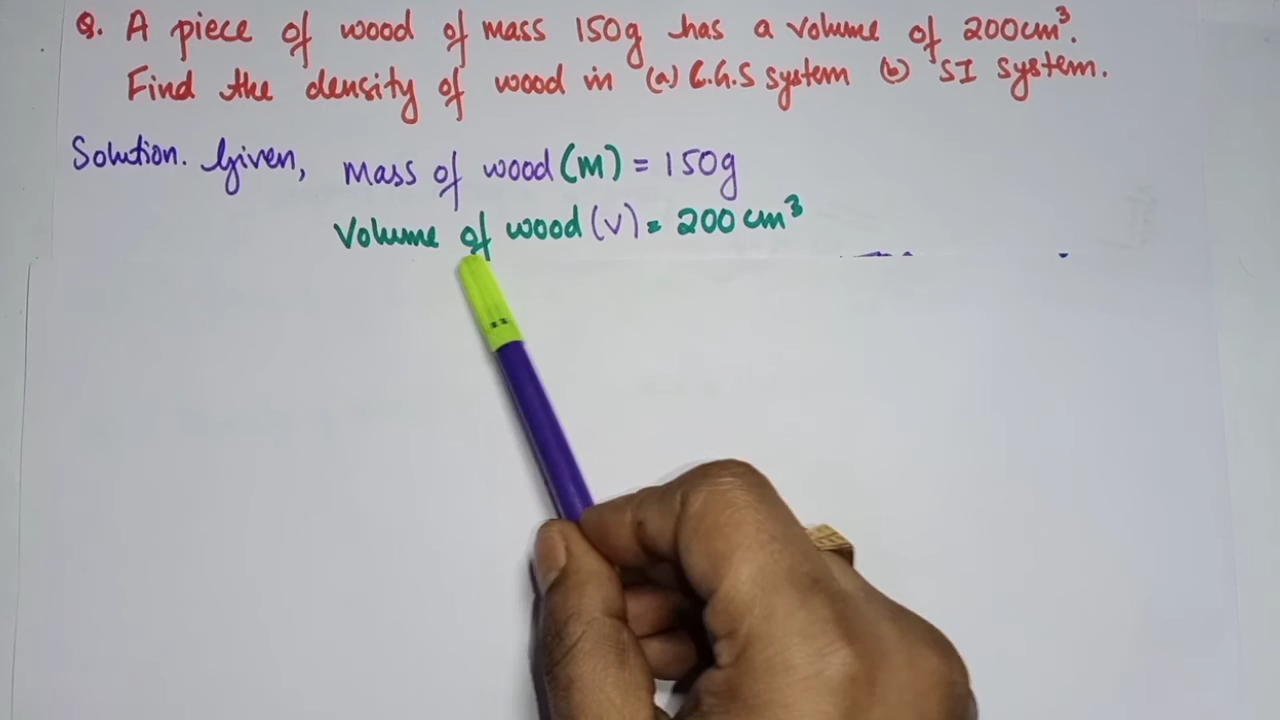 Q. A piece of wood of mass 150g has a volume of 200cm³.
Find the density of wood in (a) C.G.S system (b) SI system.
Solution. Given, Mass of wood (M) = 150g
Volume of wood (V) = 200 cm³